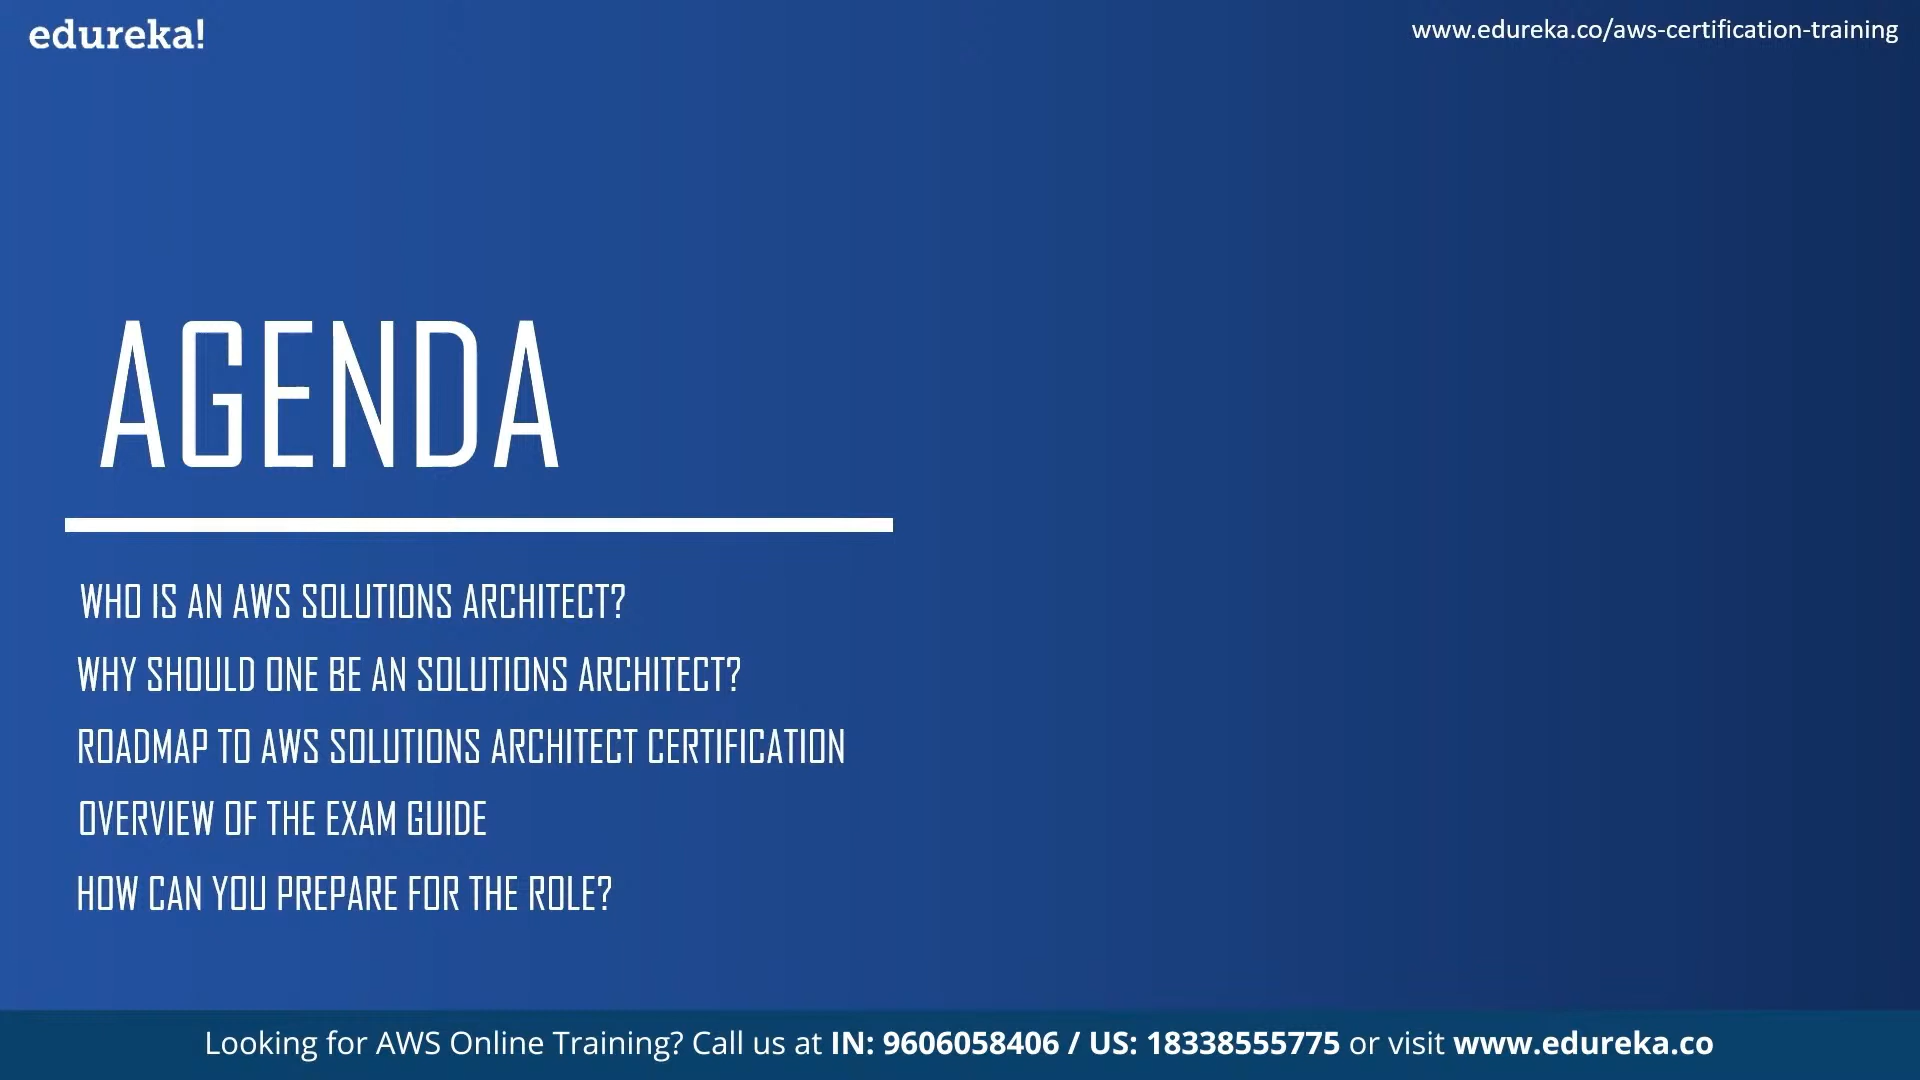 edureka!
www.edureka.co/aws-certification-training
AGENDA
WHO IS AN AWS SOLUTIONS ARCHITECT?
WHY SHOULD ONE BE AN SOLUTIONS ARCHITECT?
ROADMAP TO AWS SOLUTIONS ARCHITECT CERTIFICATION
OVERVIEW OF THE EXAM GUIDE
HOW CAN YOU PREPARE FOR THE ROLE?
Looking for AWS Online Training? Call us at IN: 9606058406 / US: 18338555775 or visit www.edureka.co